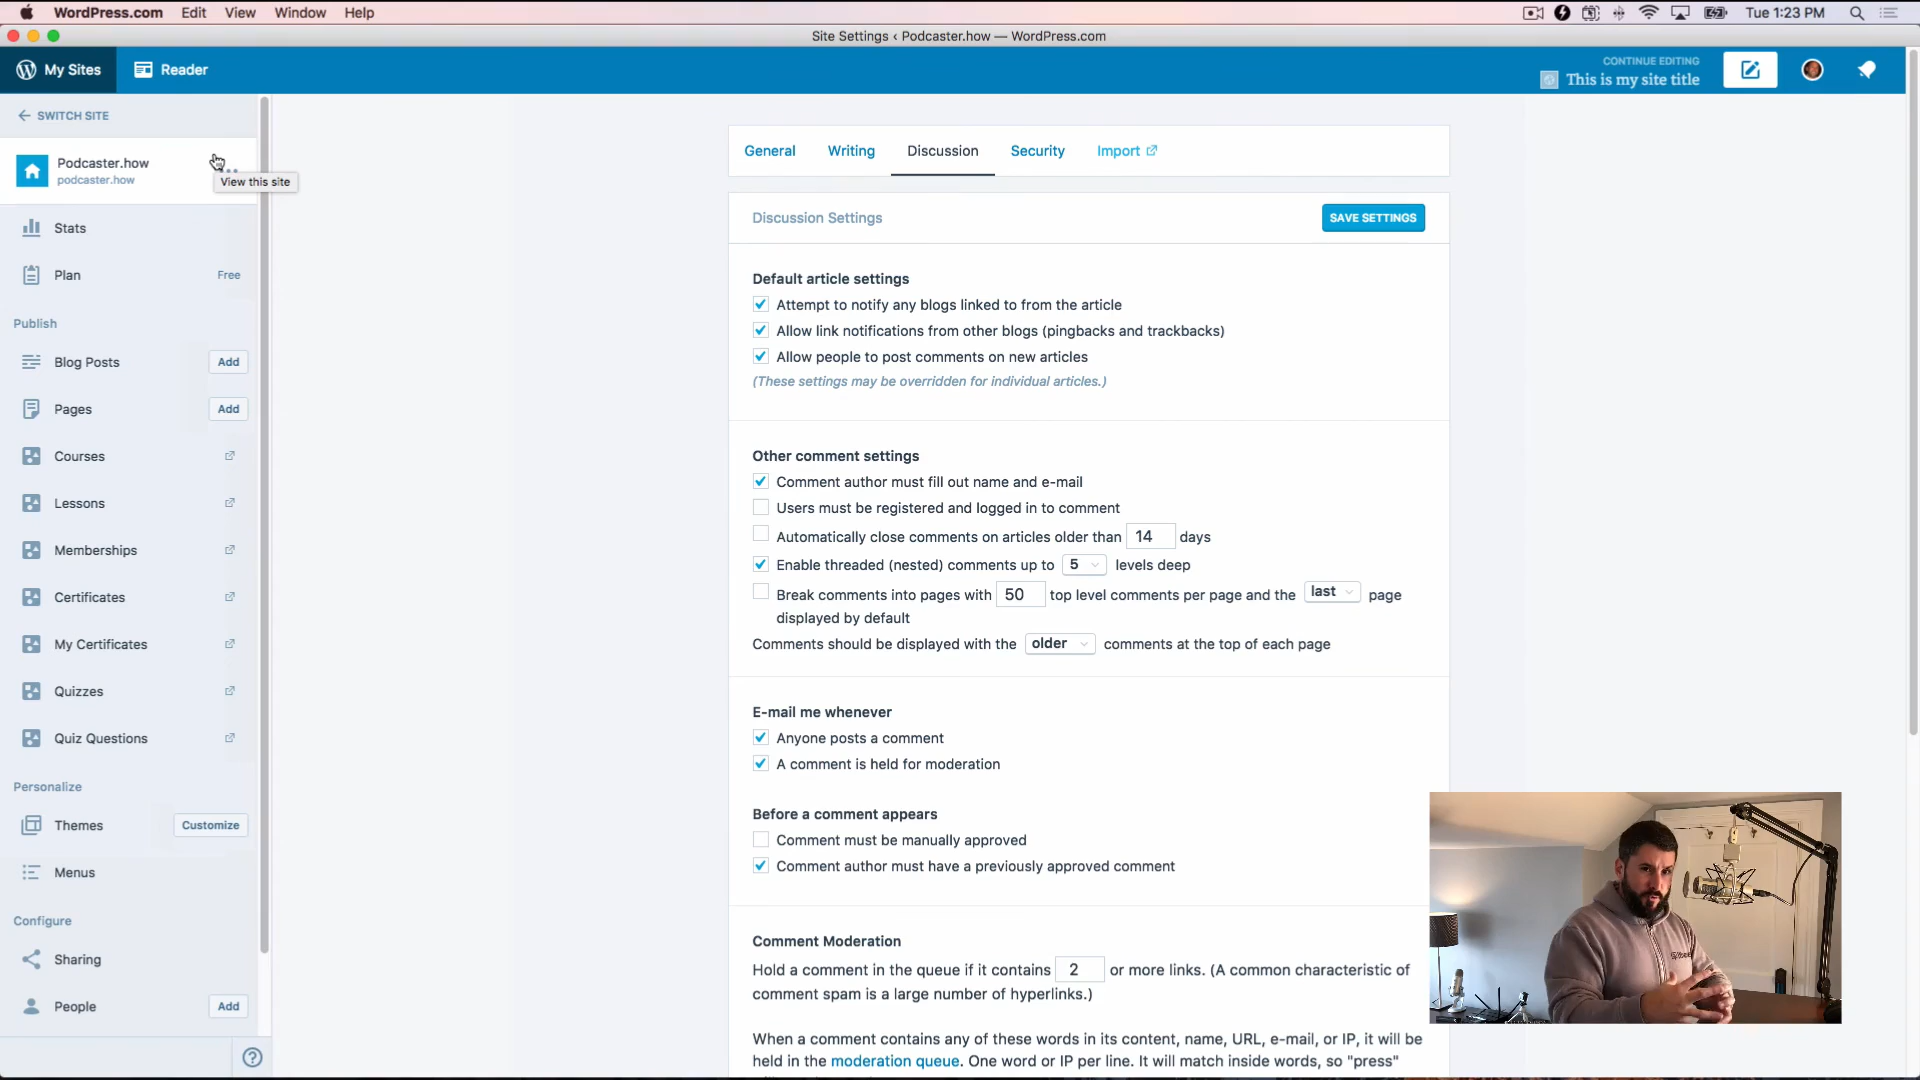 WordPress.com Edit View Window Help
Tue 1:23 PM
Site Settings ‹ Podcaster.how — WordPress.com
My Sites
Reader
CONTINUE EDITING
This is my site title
SWITCH SITE
Podcaster.how
podcaster.how
View this site
Stats
Plan Free
Publish
Blog Posts Add
Pages Add
Courses
Lessons
Memberships
Certificates
My Certificates
Quizzes
Quiz Questions
Personalize
Themes Customize
Menus
Configure
Sharing
People Add
General Writing Discussion Security Import
Discussion Settings
SAVE SETTINGS
Default article settings
Attempt to notify any blogs linked to from the article
Allow link notifications from other blogs (pingbacks and trackbacks)
Allow people to post comments on new articles
(These settings may be overridden for individual articles.)
Other comment settings
Comment author must fill out name and e-mail
Users must be registered and logged in to comment
Automatically close comments on articles older than 14 days
Enable threaded (nested) comments up to 5 levels deep
Break comments into pages with 50 top level comments per page and the last page
displayed by default
Comments should be displayed with the older comments at the top of each page
E-mail me whenever
Anyone posts a comment
A comment is held for moderation
Before a comment appears
Comment must be manually approved
Comment author must have a previously approved comment
Comment Moderation
Hold a comment in the queue if it contains 2 or more links. (A common characteristic of
comment spam is a large number of hyperlinks.)
When a comment contains any of these words in its content, name, URL, e-mail, or IP, it will be
held in the moderation queue. One word or IP per line. It will match inside words, so "press"